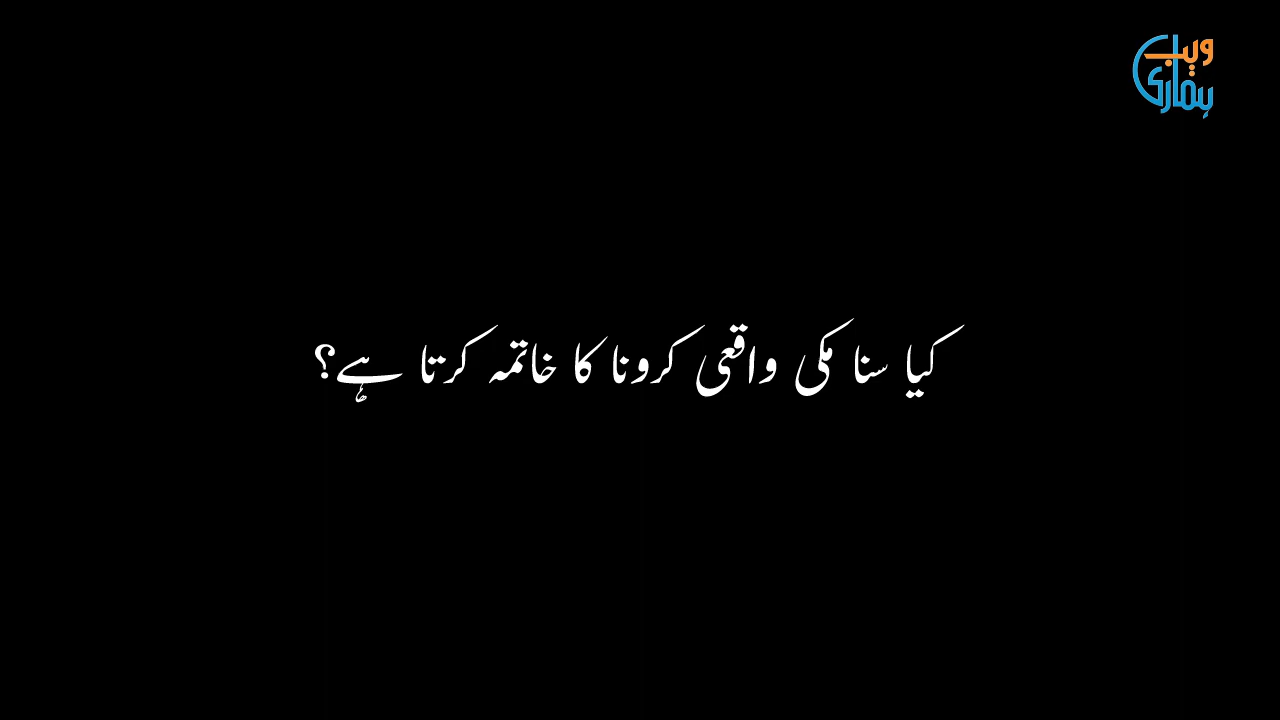 ہماری ویب
کیا سنا مکی واقعی کرونا کا خاتمہ کرتا ہے؟